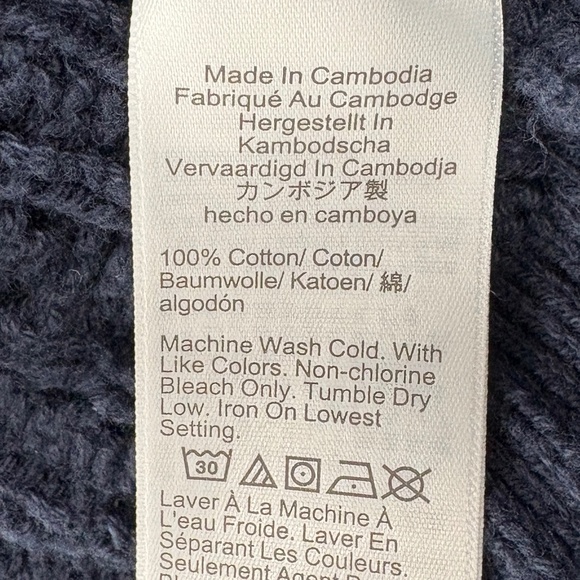 Made In Cambodia
Fabriqué Au Cambodge
Hergestellt In
Kambodscha
Vervaardigd In Cambodja
カンボジア製
hecho en camboya
100% Cotton/ Coton/
Baumwolle/ Katoen/ 綿/
algodón
Machine Wash Cold. With
Like Colors. Non-chlorine
Bleach Only. Tumble Dry
Low. Iron On Lowest
Setting.
30
Laver À La Machine À
L'eau Froide. Laver En
Séparant Les Couleurs.
Seulement Agent